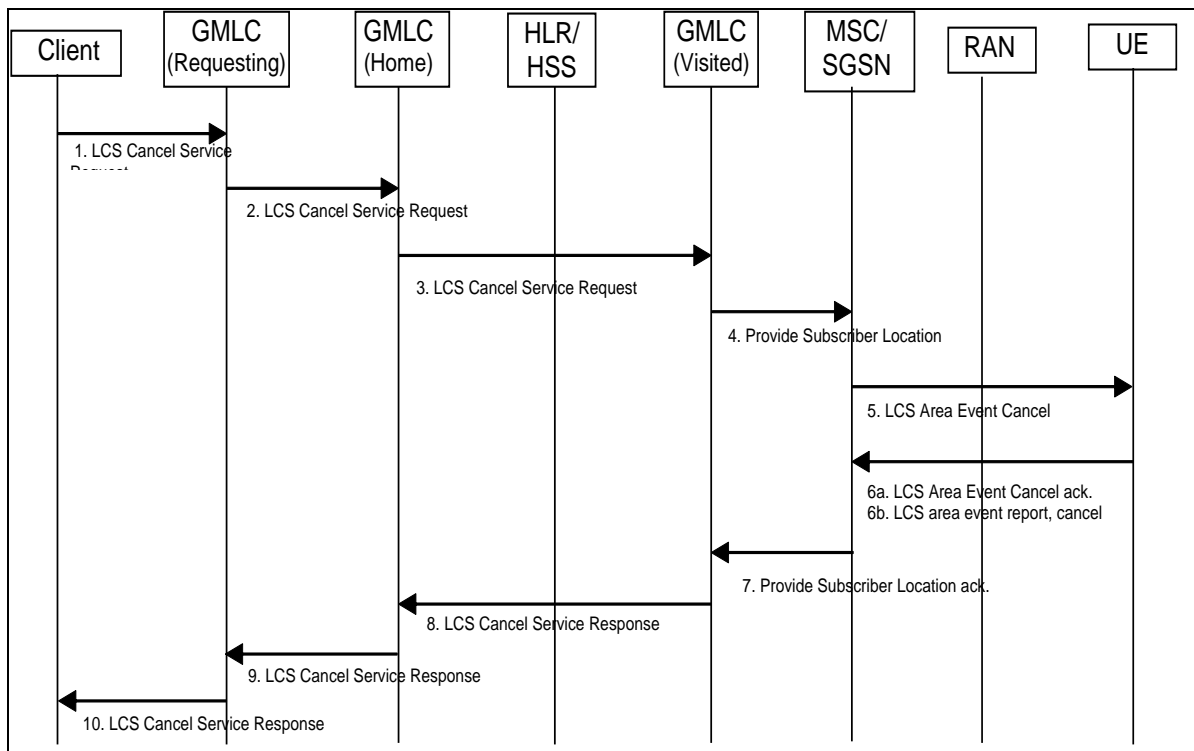 Client
GMLC
(Requesting)
GMLC
(Home)
HLR/
HSS
GMLC
(Visited)
MSC/
SGSN
RAN
UE
1. LCS Cancel Service
2. LCS Cancel Service Request
3. LCS Cancel Service Request
4. Provide Subscriber Location
5. LCS Area Event Cancel
6a. LCS Area Event Cancel ack.
6b. LCS area event report, cancel
7. Provide Subscriber Location ack.
8. LCS Cancel Service Response
9. LCS Cancel Service Response
10. LCS Cancel Service Response